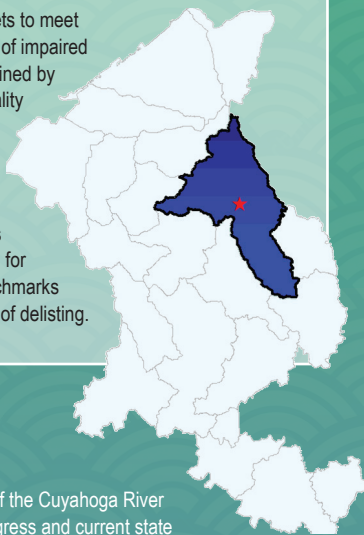 ets to meet
of impaired
ined by
ality
s
for
chmarks
of delisting.
f the Cuyahoga River
gress and current state